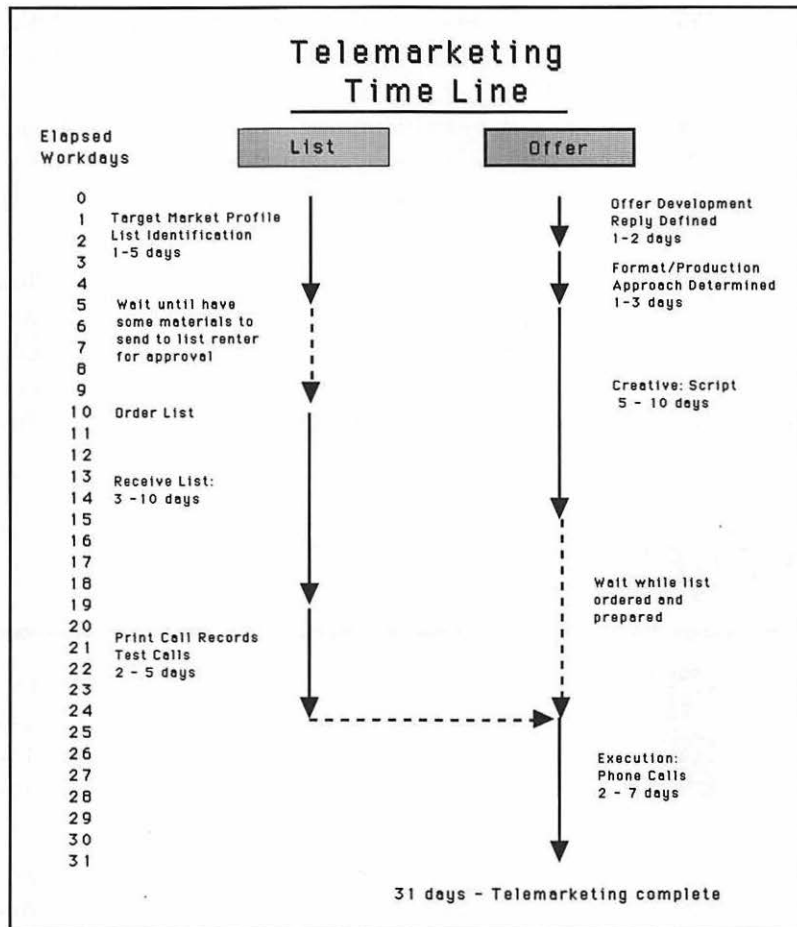 Telemarketing
Time Line
Elapsed
Workdays
List
Offer
0
1
2
3
4
5
6
7
8
9
10
11
12
13
14
15
16
17
18
19
20
21
22
23
24
25
26
27
28
29
30
31
Target Market Profile
List Identification
1-5 days
Wait until have
some materials to
send to list renter
for approval
Order List
Receive List:
3 -10 days
Print Call Records
Test Calls
2 - 5 days
Offer Development
Reply Defined
1-2 days
Format/Production
Approach Determined
1-3 days
Creative: Script
5 - 10 days
Wait while list
ordered and
prepared
Execution:
Phone Calls
2 - 7 days
31 days - Telemarketing complete